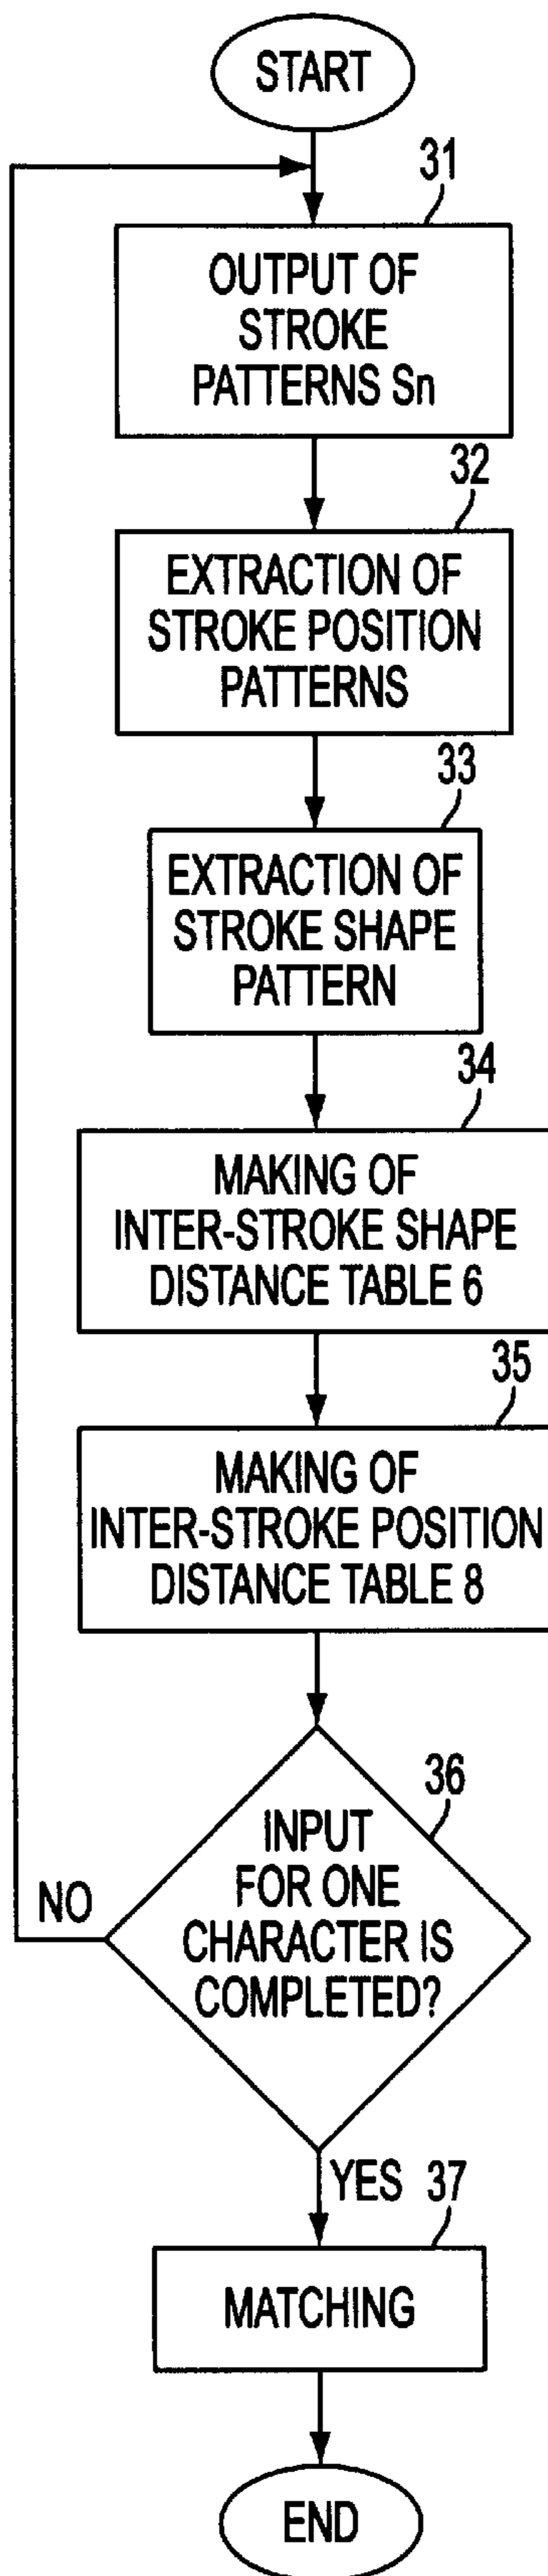 START
31
OUTPUT OF
STROKE
PATTERNS Sn
32
EXTRACTION OF
STROKE POSITION
PATTERNS
33
EXTRACTION OF
STROKE SHAPE
PATTERN
34
MAKING OF
INTER-STROKE SHAPE
DISTANCE TABLE 6
35
MAKING OF
INTER-STROKE POSITION
DISTANCE TABLE 8
36
INPUT
FOR ONE
CHARACTER IS
COMPLETED?
NO
YES
37
MATCHING
END